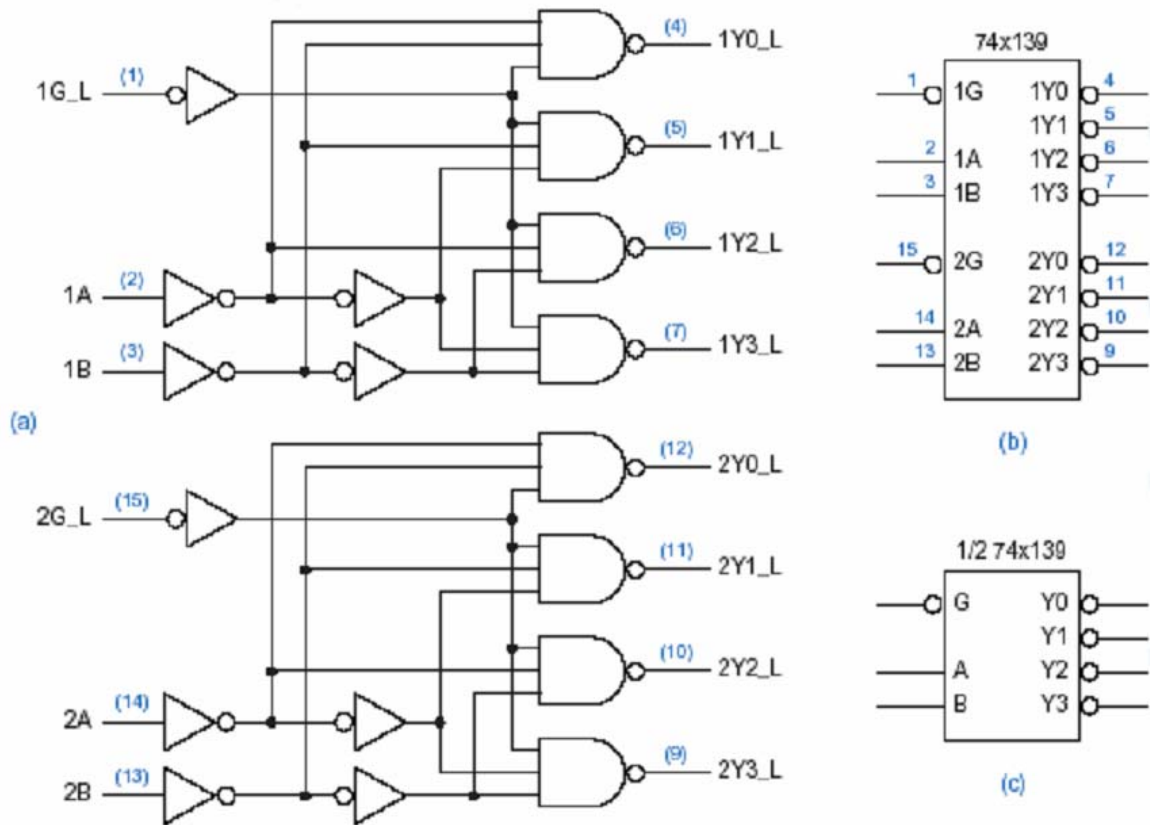 (4) 1Y0_L
1G_L (1)
(5) 1Y1_L
(6) 1Y2_L
1A (2)
(7) 1Y3_L
1B (3)
(a)
(12) 2Y0_L
2G_L (15)
(11) 2Y1_L
(10) 2Y2_L
2A (14)
(9) 2Y3_L
2B (13)
74x139
1 1G 1Y0 4
1Y1 5
2 1A 1Y2 6
3 1B 1Y3 7
15 2G 2Y0 12
2Y1 11
14 2A 2Y2 10
13 2B 2Y3 9
(b)
1/2 74x139
G Y0
Y1
A Y2
B Y3
(c)